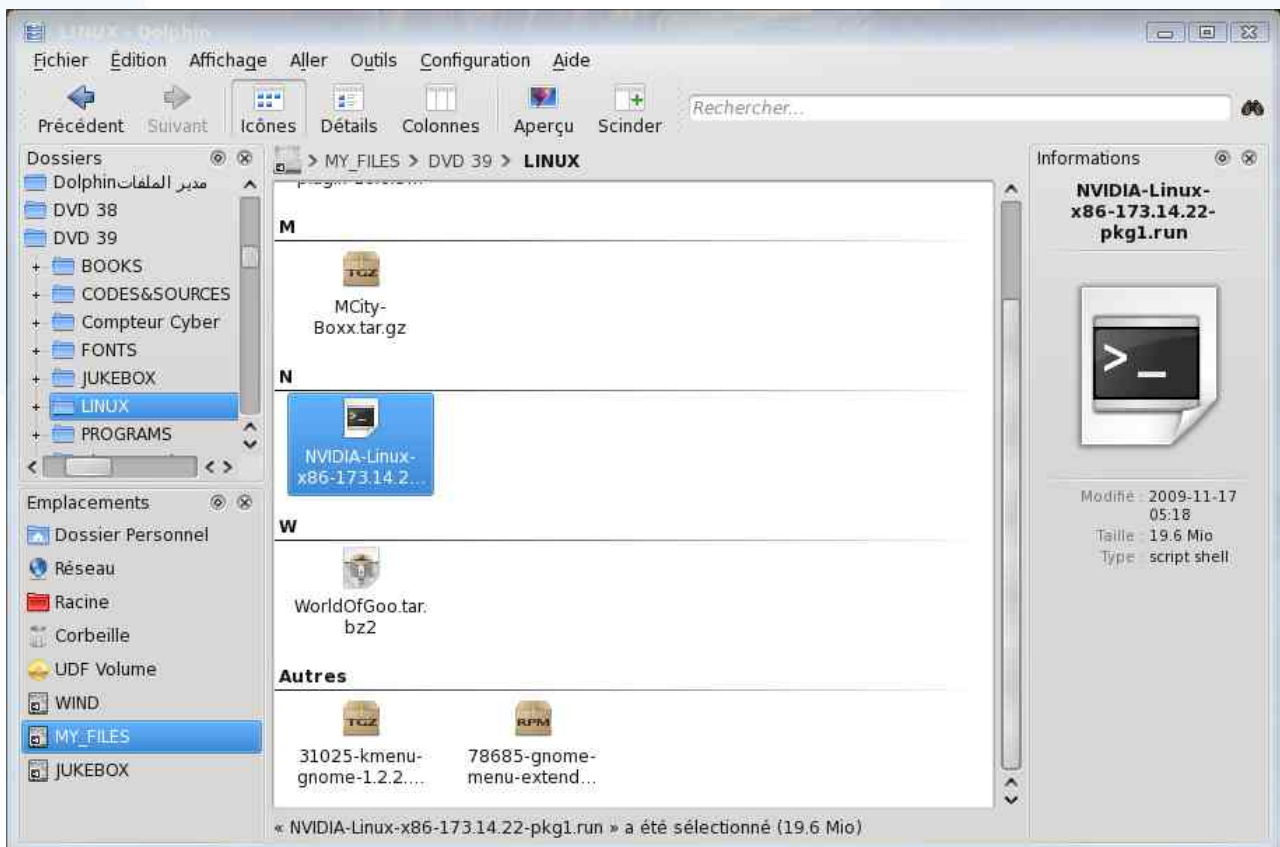 LINUX - Dolphin
Fichier Édition Affichage Aller Outils Configuration Aide
Précédent Suivant Icônes Détails Colonnes Aperçu Scinder Rechercher...
Dossiers
مدير الملفاتDolphin
DVD 38
DVD 39
BOOKS
CODES&SOURCES
Compteur Cyber
FONTS
JUKEBOX
LINUX
PROGRAMS
Emplacements
Dossier Personnel
Réseau
Racine
Corbeille
UDF Volume
WIND
MY_FILES
JUKEBOX
> MY_FILES > DVD 39 > LINUX
M
TGZ
MCity-
Boxx.tar.gz
N
>_
NVIDIA-Linux-
x86-173.14.2...
W
WorldOfGoo.tar.
bz2
Autres
TGZ
31025-kmenu-
gnome-1.2.2....
RPM
78685-gnome-
menu-extend...
« NVIDIA-Linux-x86-173.14.22-pkg1.run » a été sélectionné (19.6 Mio)
Informations
NVIDIA-Linux-
x86-173.14.22-
pkg1.run
>_
Modifié : 2009-11-17
05:18
Taille : 19.6 Mio
Type : script shell